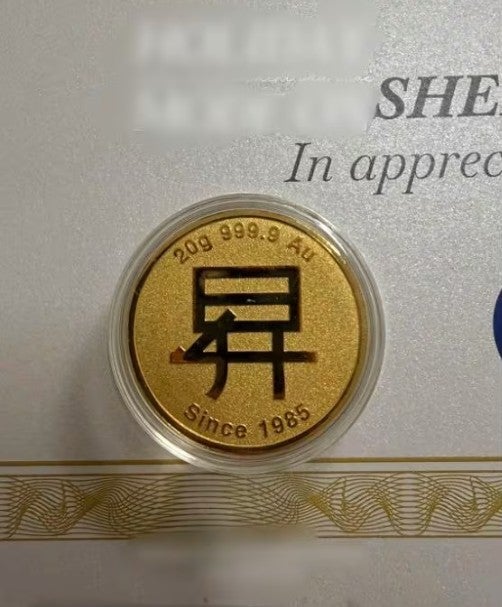 SHE
In apprec
20g 999.9 Au
昇
Since 1985